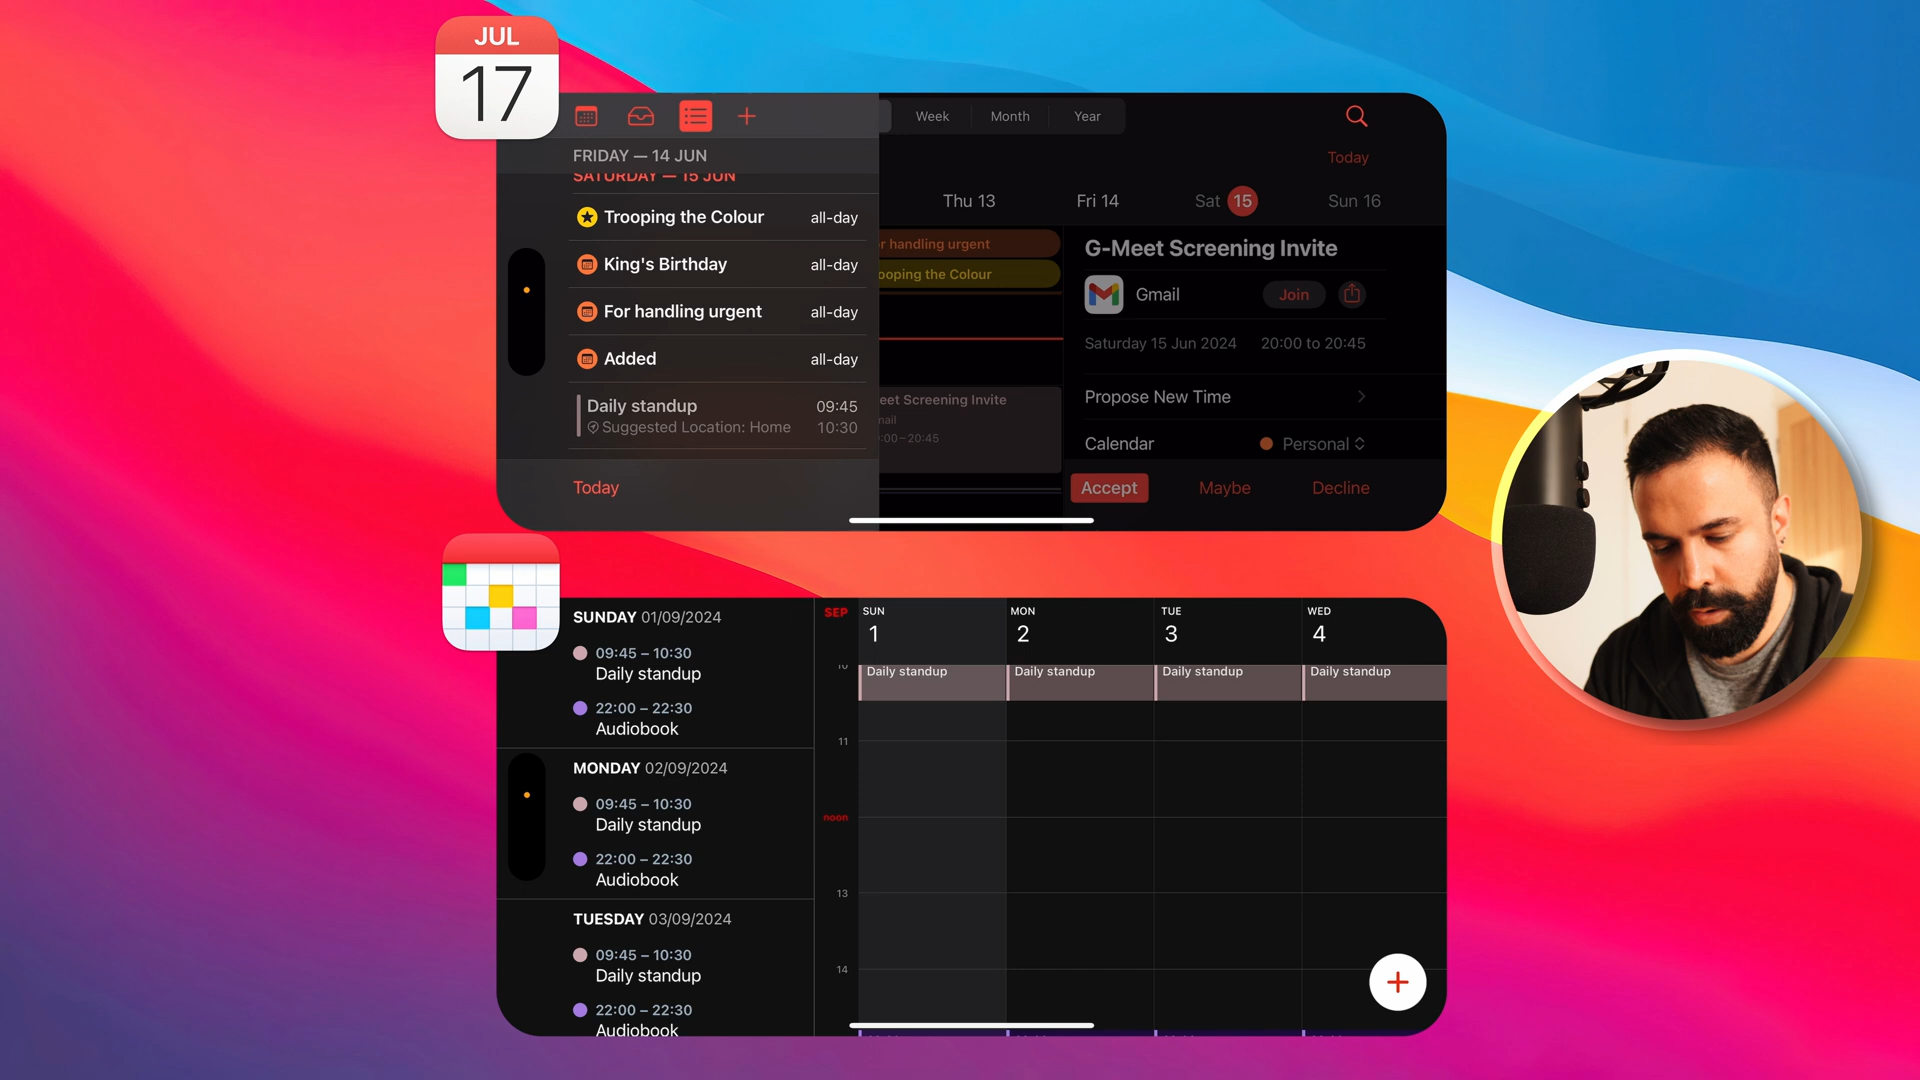 JUL
17
Week Month Year
FRIDAY — 14 JUN
Today
SATURDAY — 15 JUN
Thu 13 Fri 14 Sat 15 Sun 16
Trooping the Colour all-day
King's Birthday all-day
For handling urgent all-day
Added all-day
Daily standup 09:45
Suggested Location: Home 10:30
Today
r handling urgent
ooping the Colour
eet Screening Invite
ail
:00–20:45
G-Meet Screening Invite
Gmail Join
Saturday 15 Jun 2024 20:00 to 20:45
Propose New Time
Calendar Personal
Accept Maybe Decline
SUNDAY 01/09/2024
09:45 – 10:30
Daily standup
22:00 – 22:30
Audiobook
MONDAY 02/09/2024
09:45 – 10:30
Daily standup
22:00 – 22:30
Audiobook
TUESDAY 03/09/2024
09:45 – 10:30
Daily standup
22:00 – 22:30
Audiobook
SEP SUN MON TUE WED
1 2 3 4
10 Daily standup Daily standup Daily standup Daily standup
11
noon
13
14